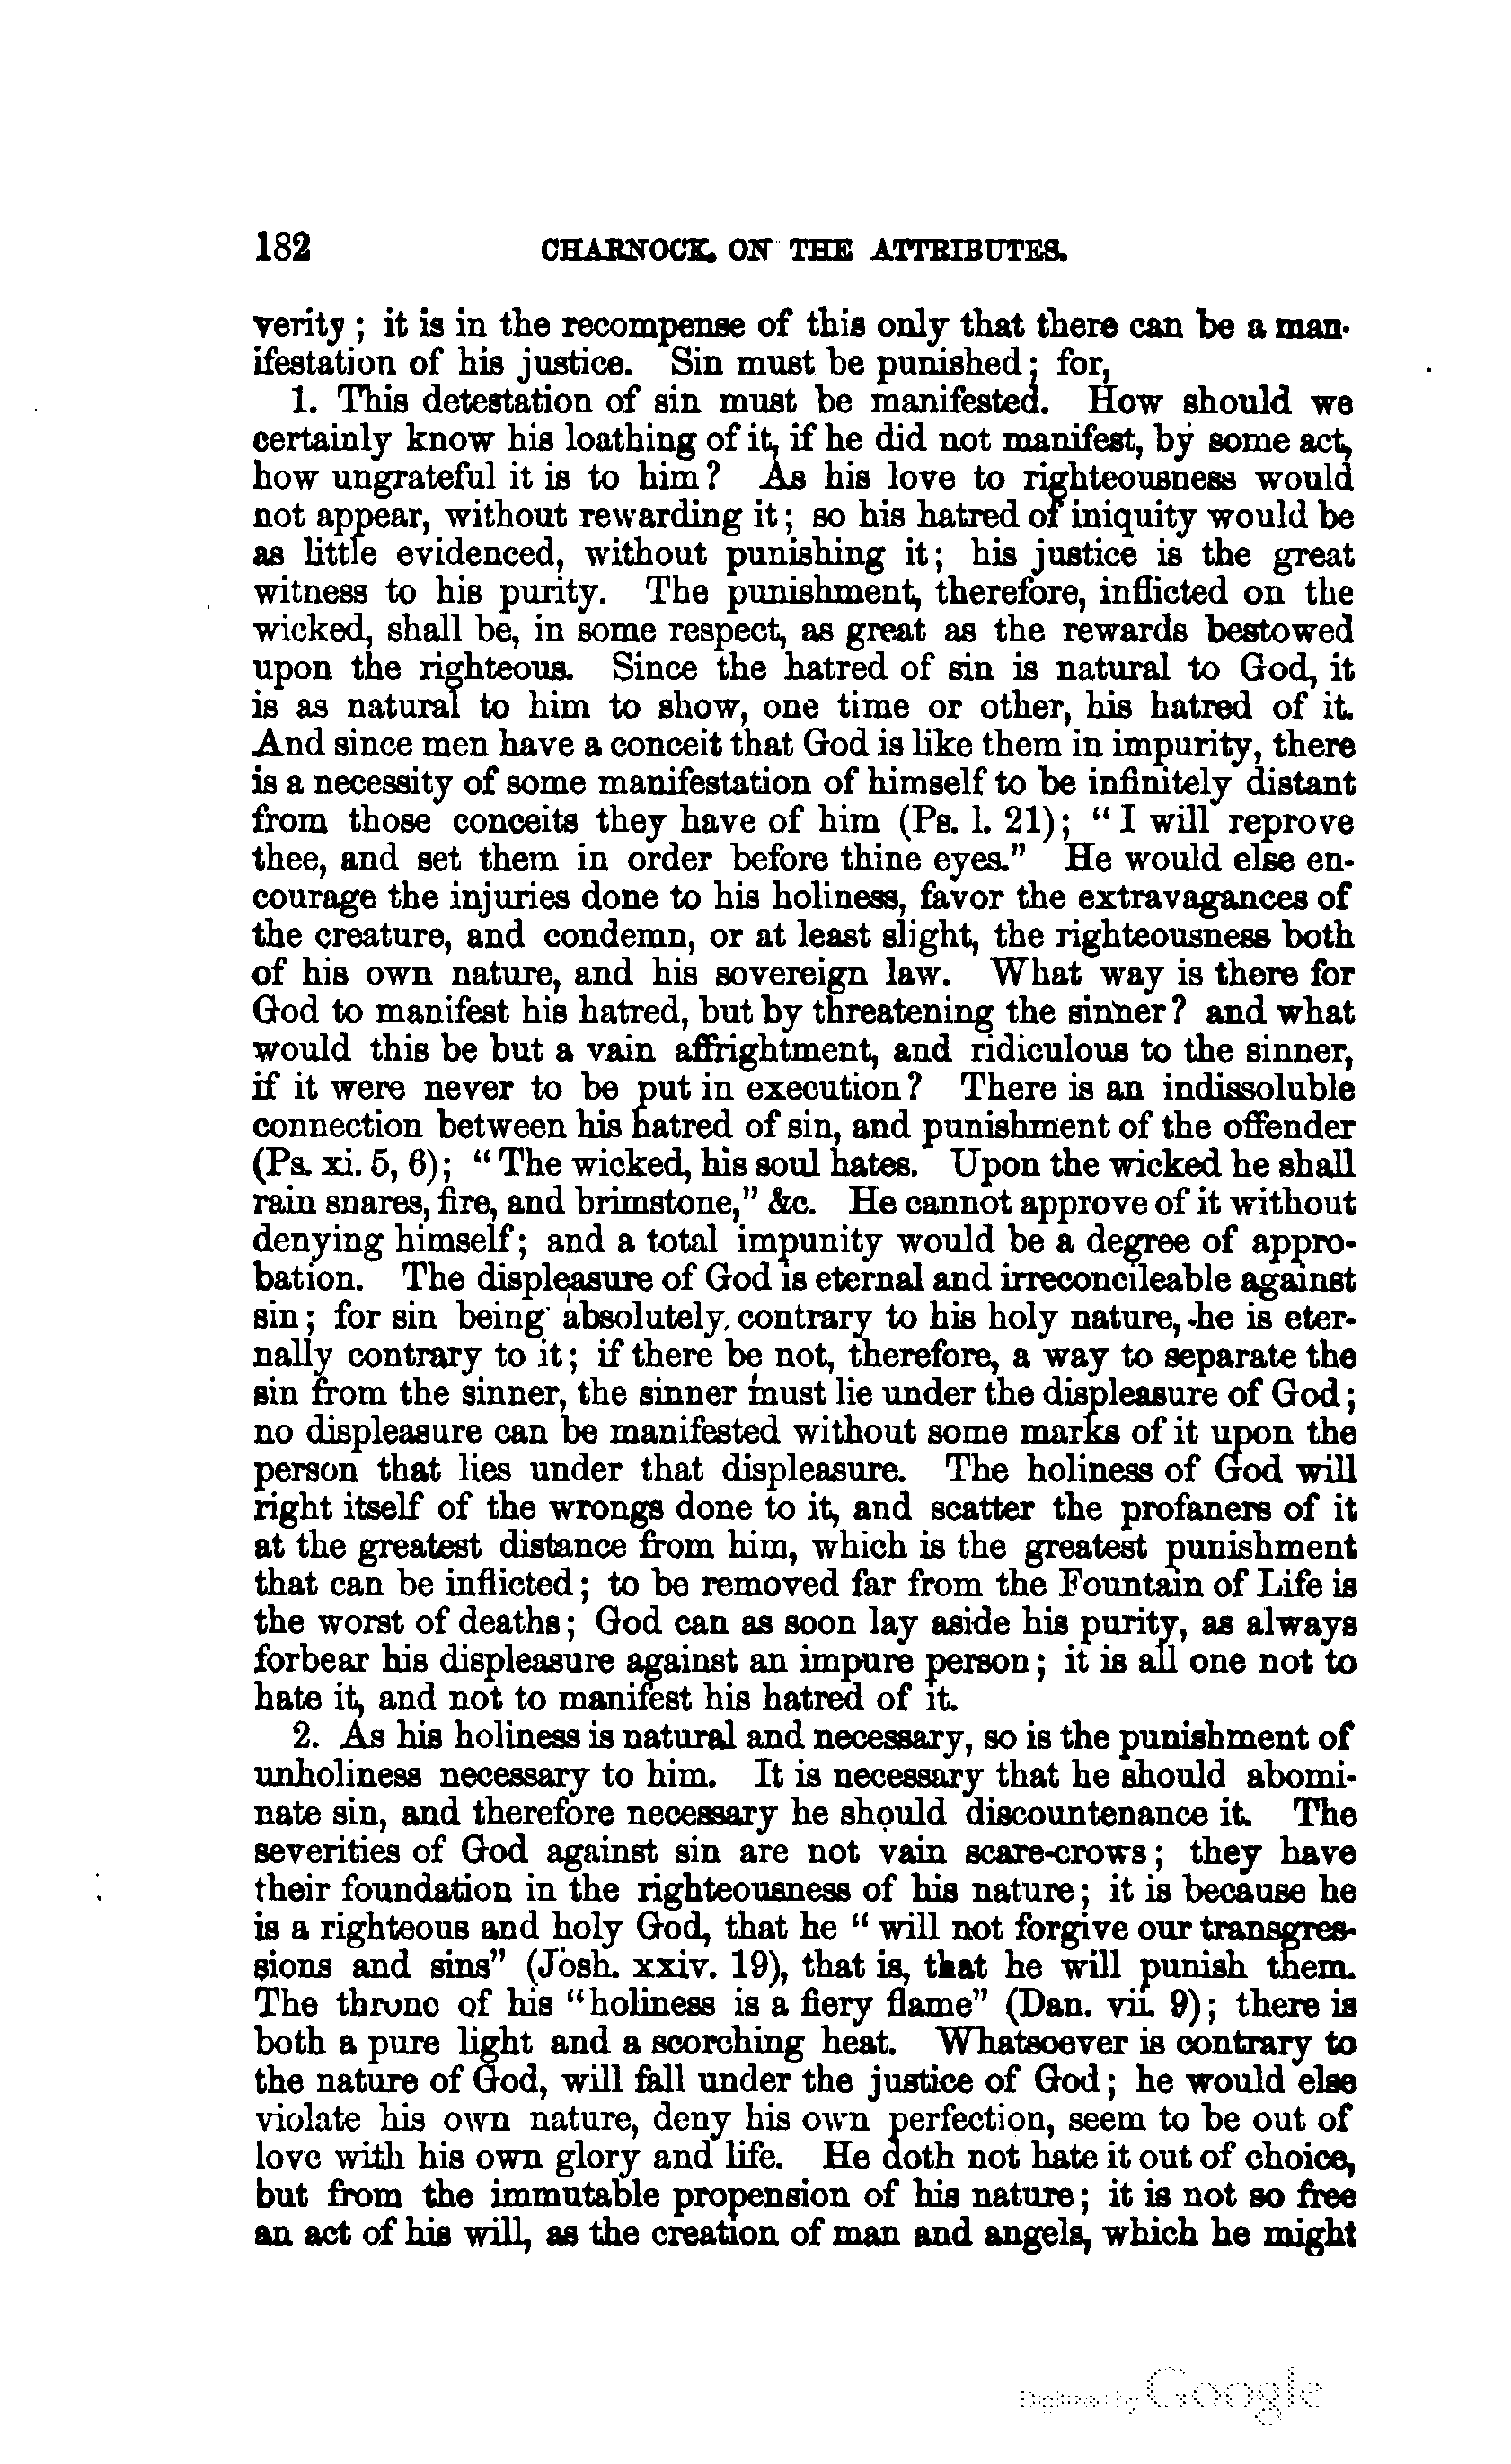 182 CHARNOCK, ON THE ATTRIBUTES.
verity; it is in the recompense of this only that there can be a man-
ifestation of his justice. Sin must be punished; for,
1. This detestation of sin must be manifested. How should we
certainly know his loathing of it, if he did not manifest, by some act,
how ungrateful it is to him? As his love to righteousness would
not appear, without rewarding it; so his hatred of iniquity would be
as little evidenced, without punishing it; his justice is the great
witness to his purity. The punishment, therefore, inflicted on the
wicked, shall be, in some respect, as great as the rewards bestowed
upon the righteous. Since the hatred of sin is natural to God, it
is as natural to him to show, one time or other, his hatred of it.
And since men have a conceit that God is like them in impurity, there
is a necessity of some manifestation of himself to be infinitely distant
from those conceits they have of him (Ps. l. 21); "I will reprove
thee, and set them in order before thine eyes." He would else en-
courage the injuries done to his holiness, favor the extravagances of
the creature, and condemn, or at least slight, the righteousness both
of his own nature, and his sovereign law. What way is there for
God to manifest his hatred, but by threatening the sinner? and what
would this be but a vain affrightment, and ridiculous to the sinner,
if it were never to be put in execution? There is an indissoluble
connection between his hatred of sin, and punishment of the offender
(Ps. xi. 5, 6); "The wicked, his soul hates. Upon the wicked he shall
rain snares, fire, and brimstone," &c. He cannot approve of it without
denying himself; and a total impunity would be a degree of appro-
bation. The displeasure of God is eternal and irreconcileable against
sin; for sin being absolutely contrary to his holy nature, he is eter-
nally contrary to it; if there be not, therefore, a way to separate the
sin from the sinner, the sinner must lie under the displeasure of God;
no displeasure can be manifested without some marks of it upon the
person that lies under that displeasure. The holiness of God will
right itself of the wrongs done to it, and scatter the profaners of it
at the greatest distance from him, which is the greatest punishment
that can be inflicted; to be removed far from the Fountain of Life is
the worst of deaths; God can as soon lay aside his purity, as always
forbear his displeasure against an impure person; it is all one not to
hate it, and not to manifest his hatred of it.
2. As his holiness is natural and necessary, so is the punishment of
unholiness necessary to him. It is necessary that he should abomi-
nate sin, and therefore necessary he should discountenance it. The
severities of God against sin are not vain scare-crows; they have
their foundation in the righteousness of his nature; it is because he
is a righteous and holy God, that he "will not forgive our transgres-
sions and sins" (Josh. xxiv. 19), that is, that he will punish them.
The throne of his "holiness is a fiery flame" (Dan. vii. 9); there is
both a pure light and a scorching heat. Whatsoever is contrary to
the nature of God, will fall under the justice of God; he would else
violate his own nature, deny his own perfection, seem to be out of
love with his own glory and life. He doth not hate it out of choice,
but from the immutable propension of his nature; it is not so free
an act of his will, as the creation of man and angels, which he might
Digitized by Google